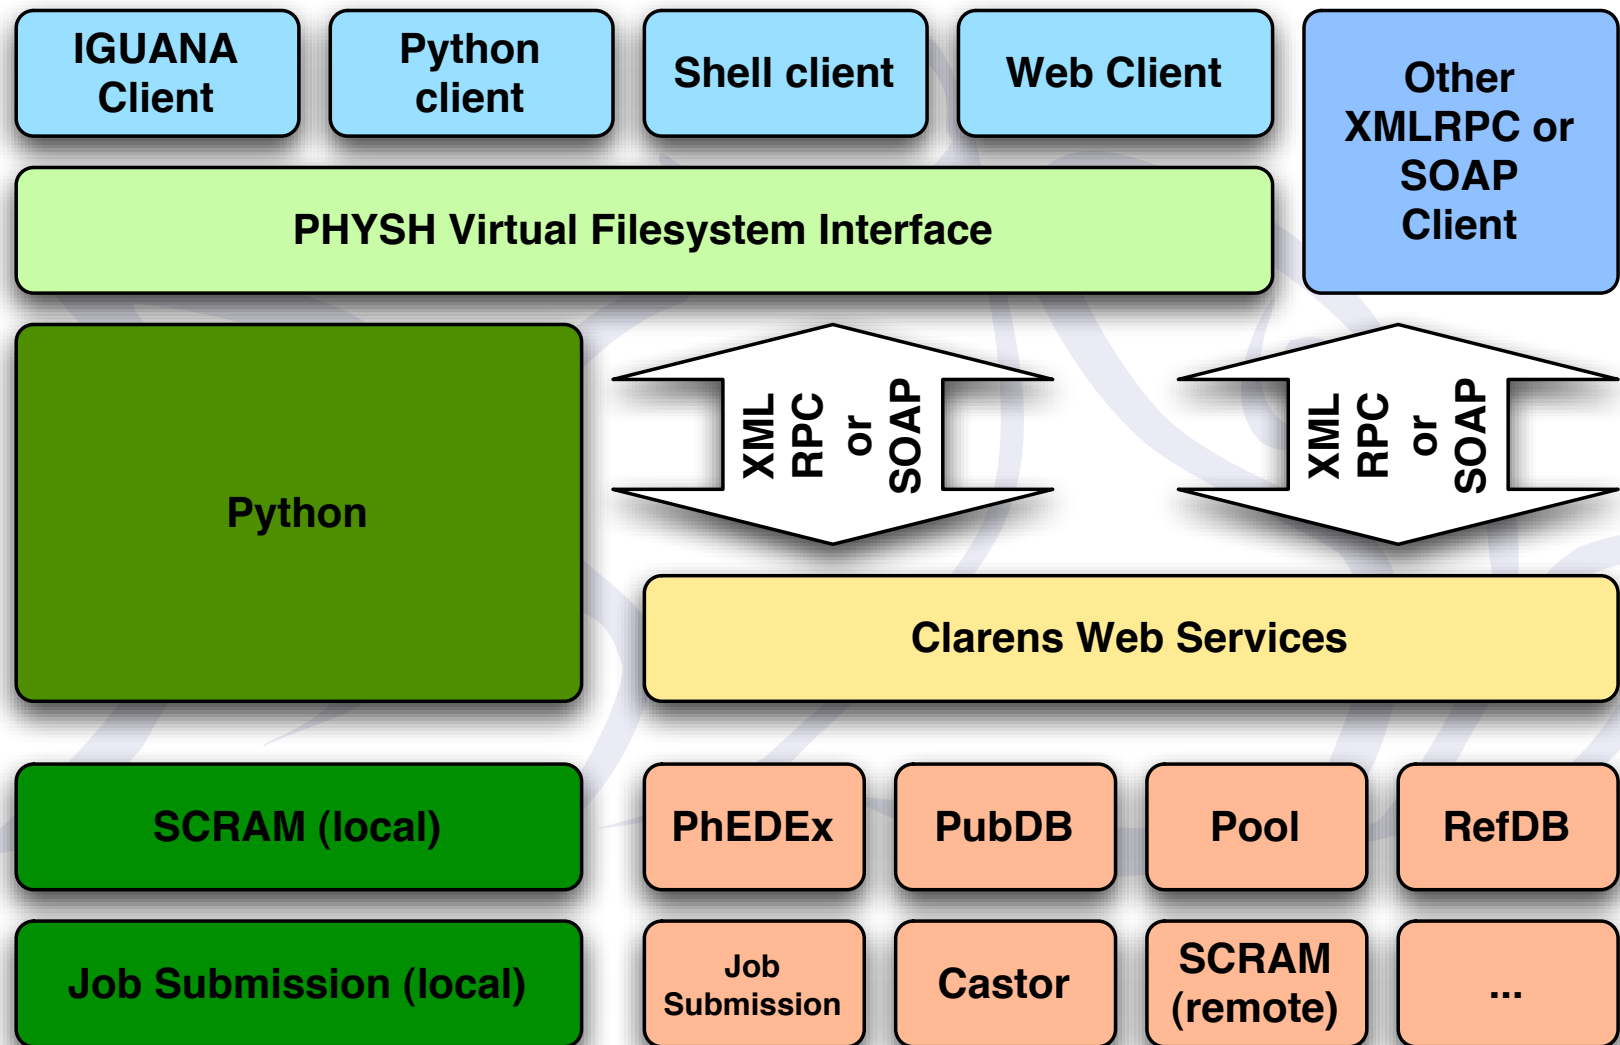 IGUANA
Client
Python
client
Shell client
Web Client
Other
XMLRPC or
SOAP
Client
PHYSH Virtual Filesystem Interface
Python
XML
RPC
or
SOAP
XML
RPC
or
SOAP
Clarens Web Services
SCRAM (local)
PhEDEx
PubDB
Pool
RefDB
Job Submission (local)
Job
Submission
Castor
SCRAM
(remote)
...